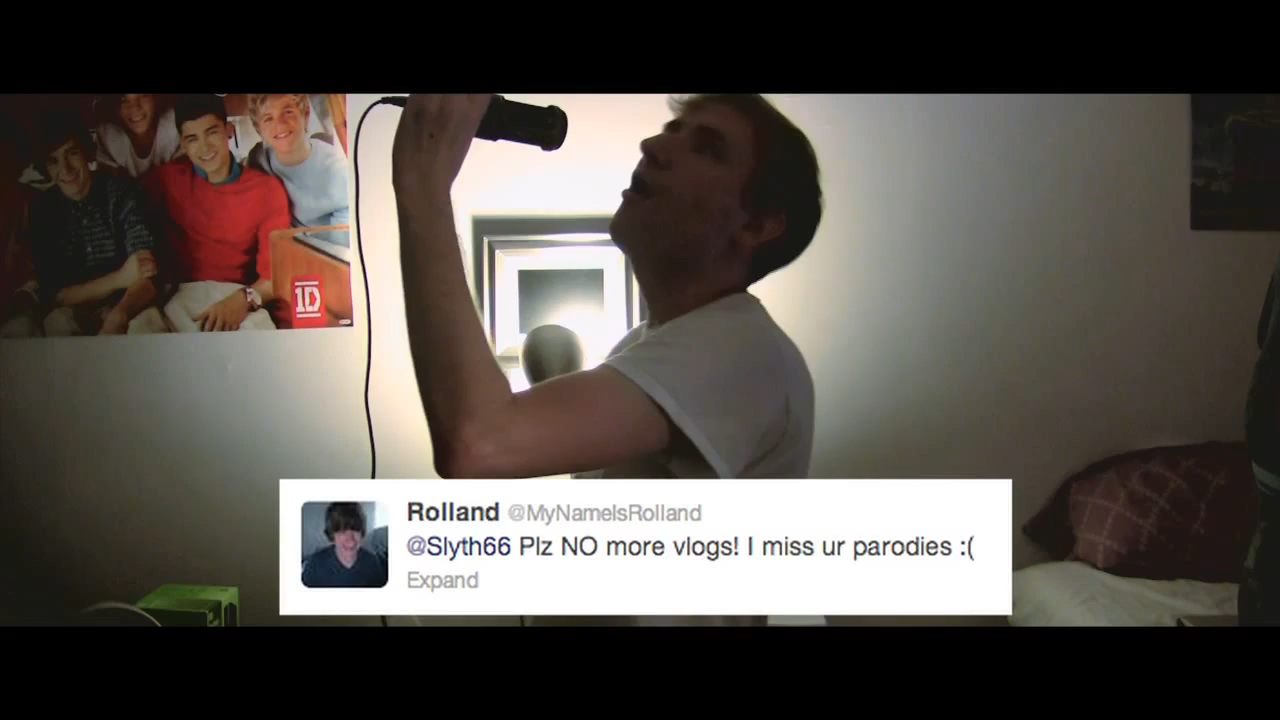 1D
Rolland @MyNameIsRolland
@Slyth66 Plz NO more vlogs! I miss ur parodies :(
Expand